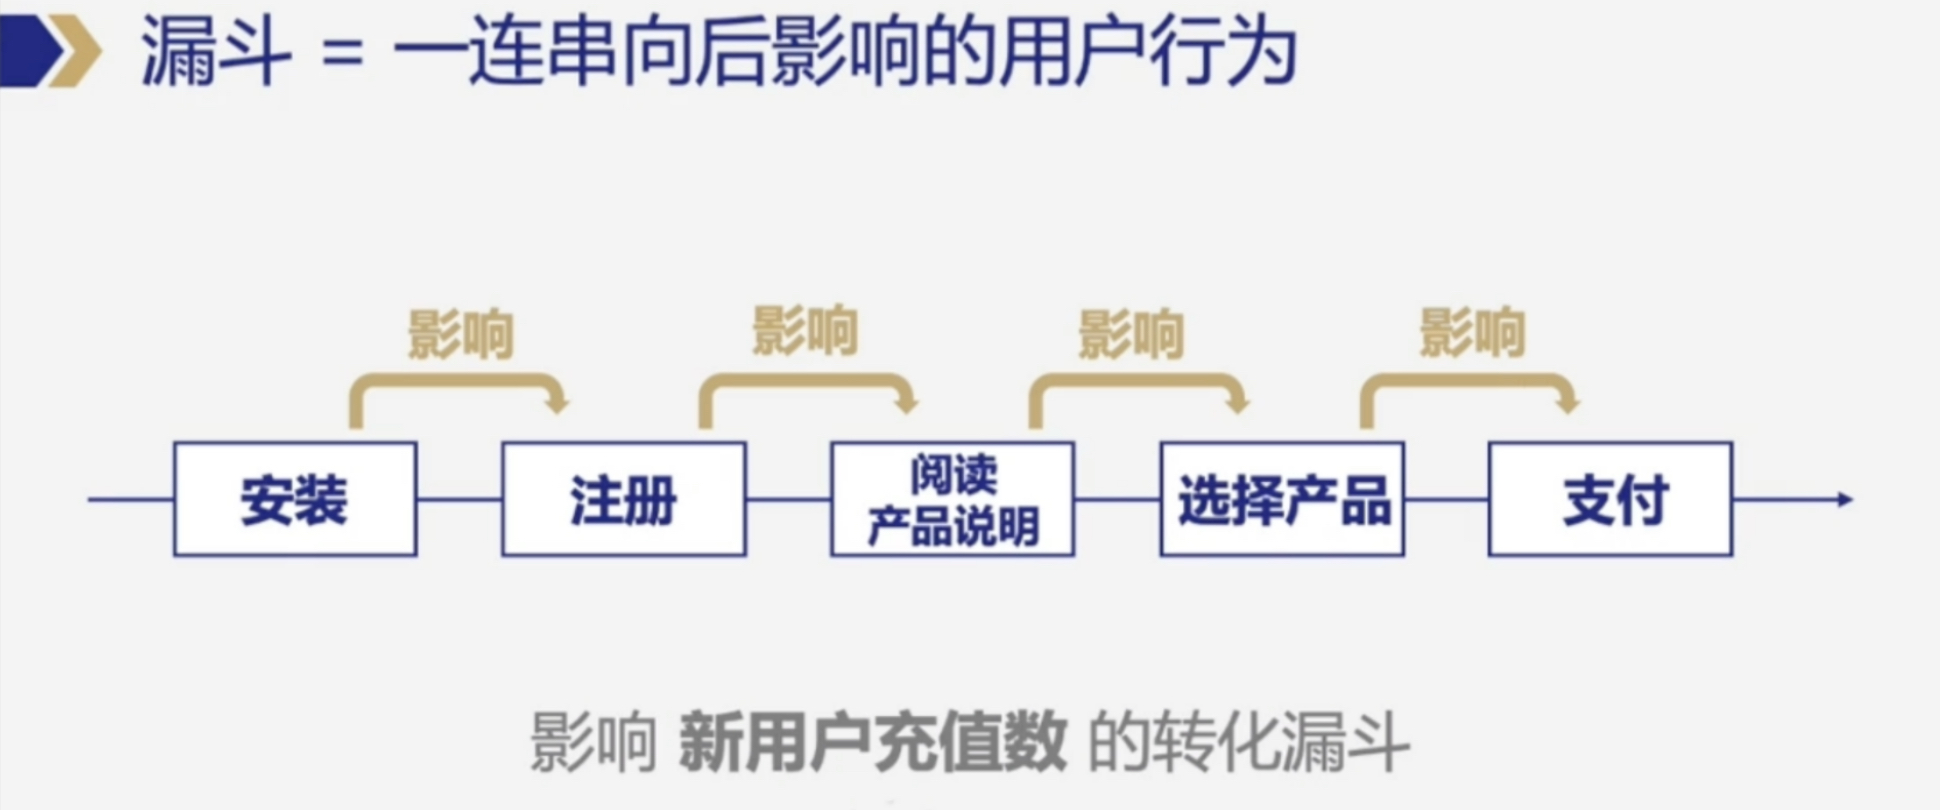 漏斗 = 一连串向后影响的用户行为
影响
影响
影响
影响
安装
注册
阅读
产品说明
选择产品
支付
影响 新用户充值数 的转化漏斗